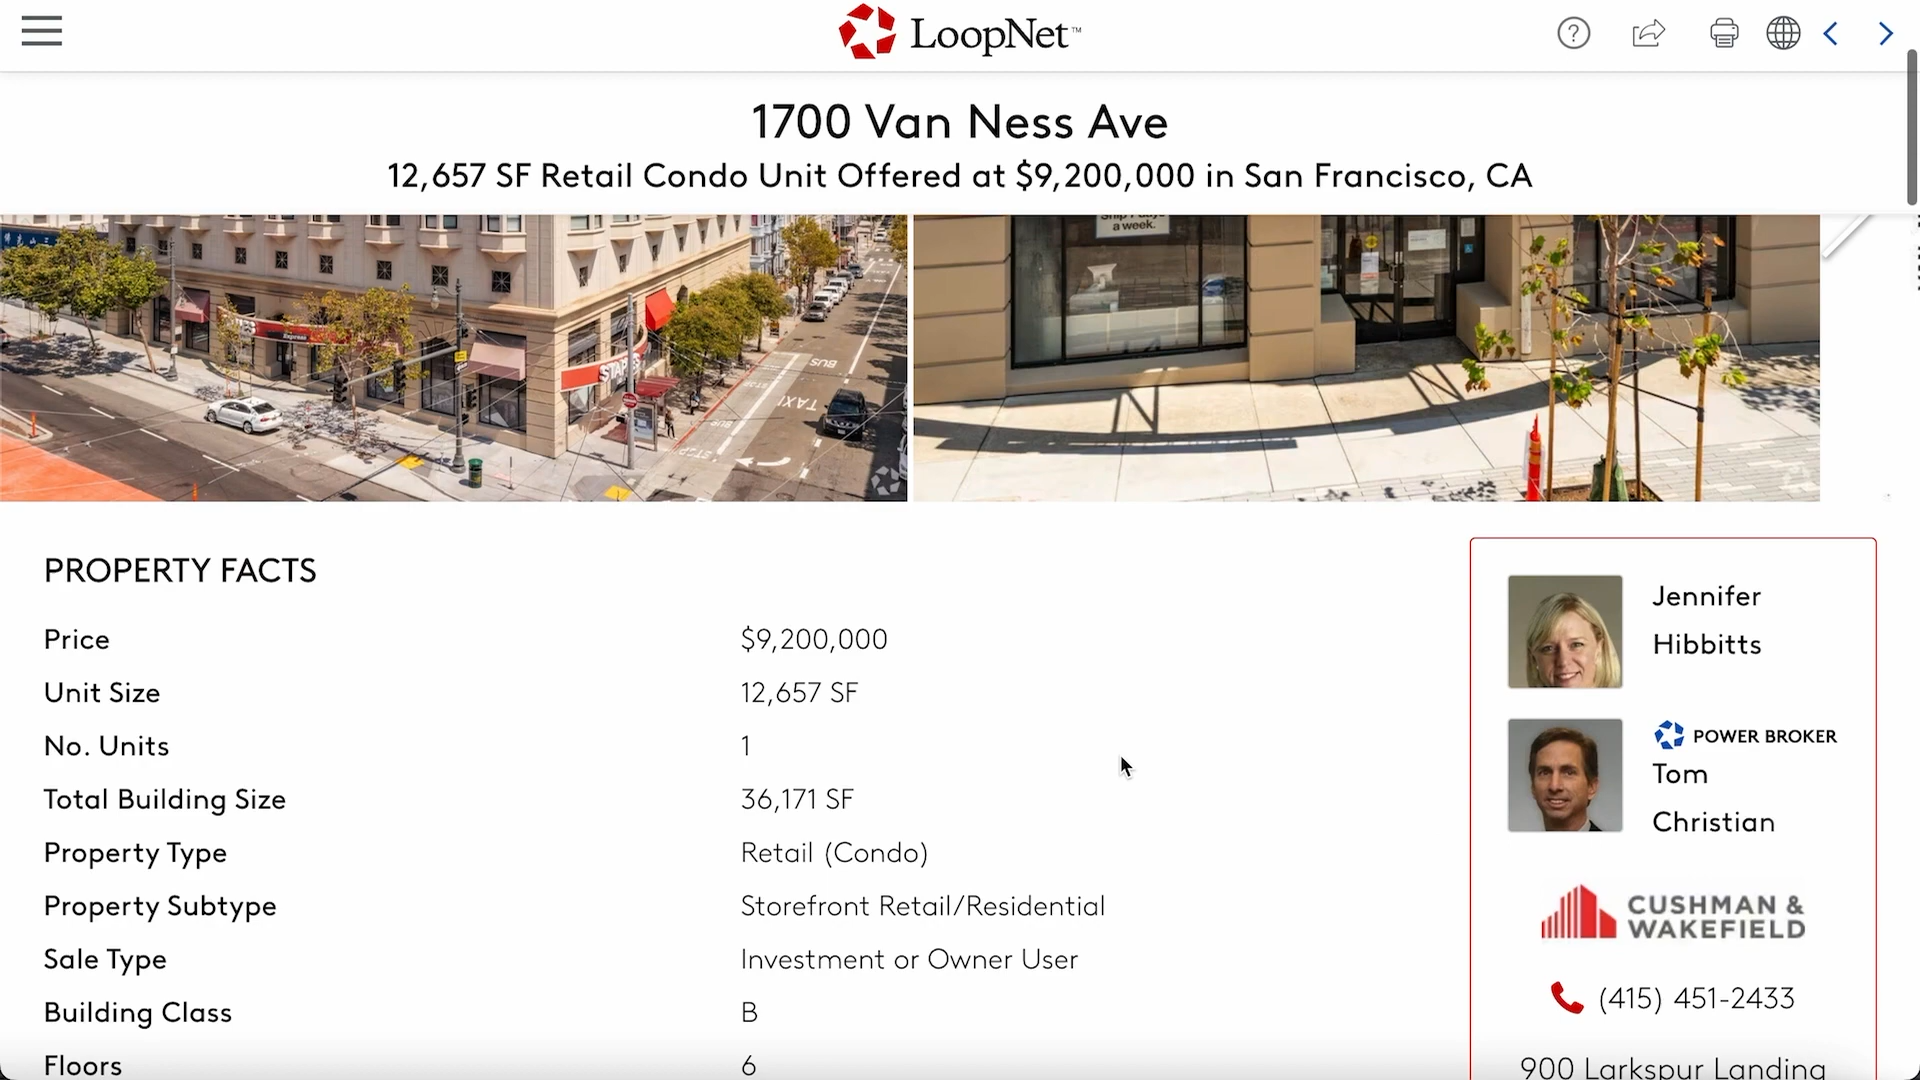 LoopNet™
1700 Van Ness Ave
12,657 SF Retail Condo Unit Offered at $9,200,000 in San Francisco, CA
STAPLES
Express
BUS
TAXI
BUS
STOP
a week.
PROPERTY FACTS
Price $9,200,000
Unit Size 12,657 SF
No. Units 1
Total Building Size 36,171 SF
Property Type Retail (Condo)
Property Subtype Storefront Retail/Residential
Sale Type Investment or Owner User
Building Class B
Floors 6
Jennifer
Hibbitts
POWER BROKER
Tom
Christian
CUSHMAN &
WAKEFIELD
(415) 451-2433
900 Larkspur Landing